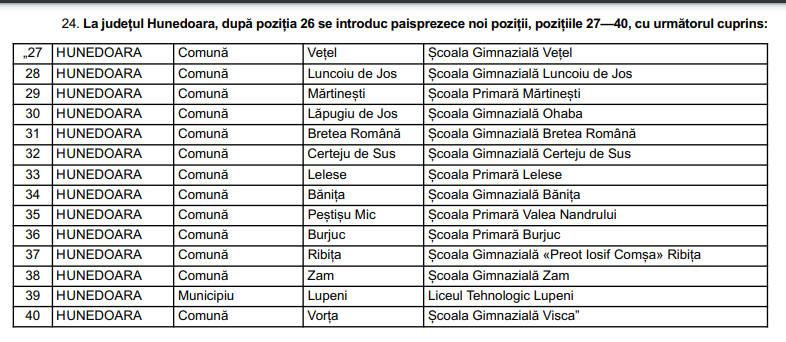 24. La județul Hunedoara, după poziția 26 se introduc paisprezece noi poziții, pozițiile 27—40, cu următorul cuprins:
„27 HUNEDOARA Comună Vețel Școala Gimnazială Vețel
28 HUNEDOARA Comună Luncoiu de Jos Școala Gimnazială Luncoiu de Jos
29 HUNEDOARA Comună Mărtinești Școala Primară Mărtinești
30 HUNEDOARA Comună Lăpugiu de Jos Școala Gimnazială Ohaba
31 HUNEDOARA Comună Bretea Română Școala Gimnazială Bretea Română
32 HUNEDOARA Comună Certeju de Sus Școala Gimnazială Certeju de Sus
33 HUNEDOARA Comună Lelese Școala Primară Lelese
34 HUNEDOARA Comună Bănița Școala Gimnazială Bănița
35 HUNEDOARA Comună Peștișu Mic Școala Primară Valea Nandrului
36 HUNEDOARA Comună Burjuc Școala Primară Burjuc
37 HUNEDOARA Comună Ribița Școala Gimnazială «Preot Iosif Comșa» Ribița
38 HUNEDOARA Comună Zam Școala Gimnazială Zam
39 HUNEDOARA Municipiu Lupeni Liceul Tehnologic Lupeni
40 HUNEDOARA Comună Vorța Școala Gimnazială Visca”